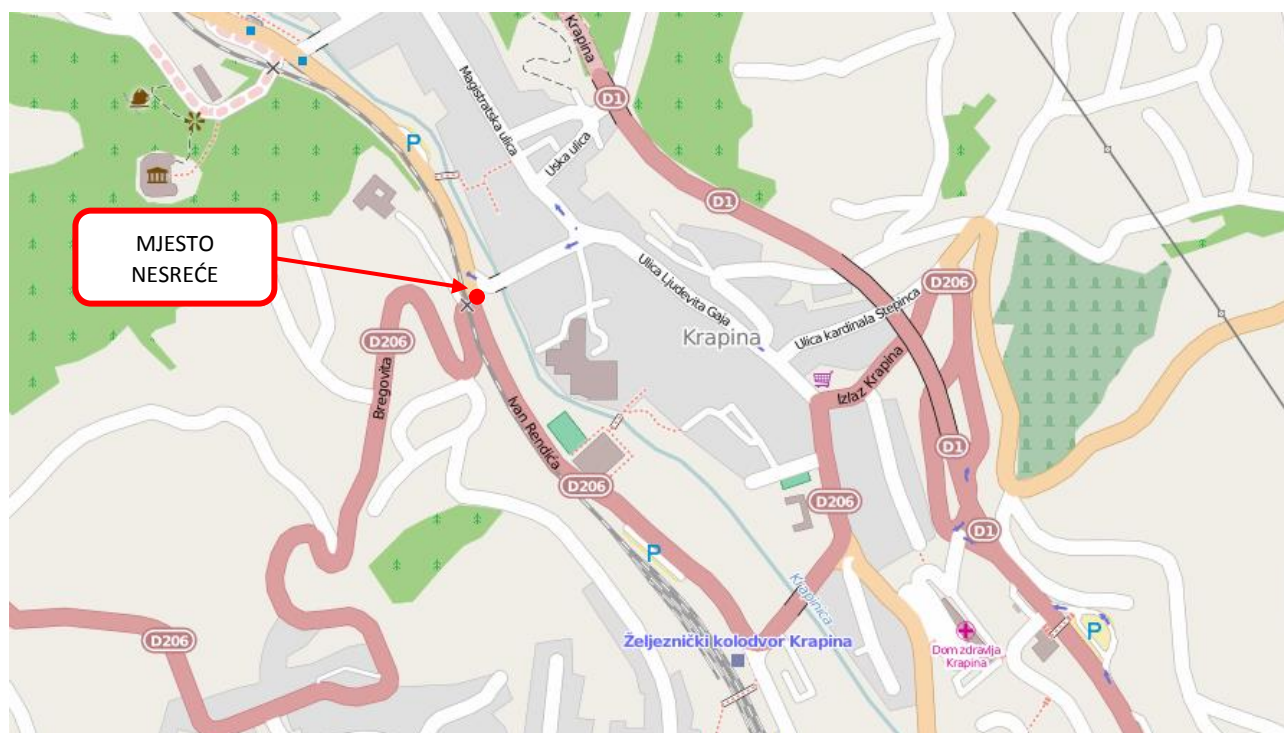 Krapina
D1
Magistratska ulica
P
Uska ulica
D1
MJESTO
NESREĆE
Ulica Ljudevita Gaja
D206
Ulica kardinala Stepinca
Krapina
D206
Bregovita
Izlaz Krapina
Ivan Rendića
D1
D206
D206
D1
P
Krapinica
P
D206
Željeznički kolodvor Krapina
Dom zdravlja
Krapina